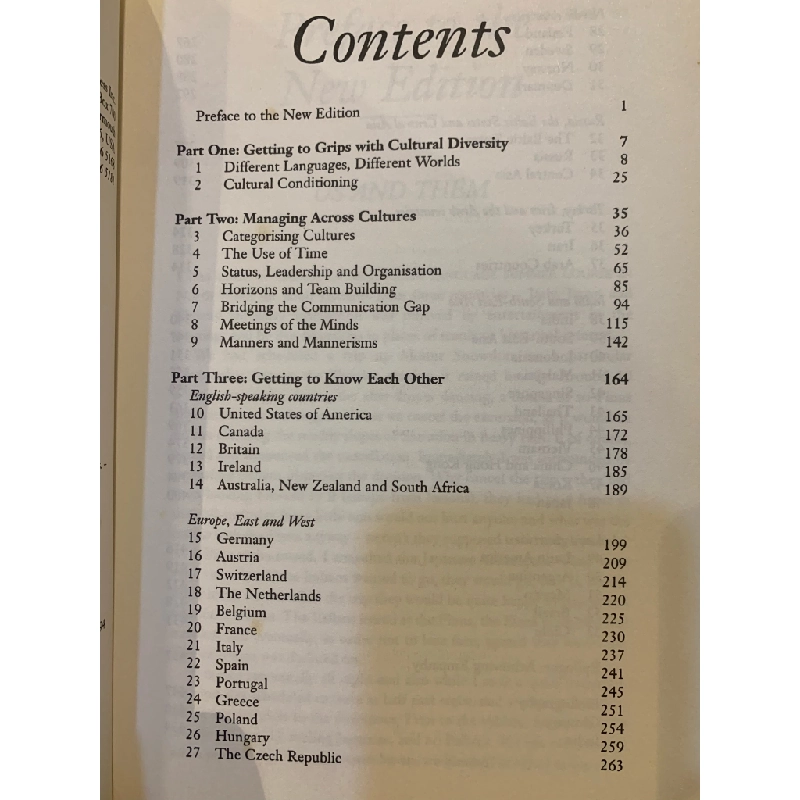 Contents
Preface to the New Edition 1
Part One: Getting to Grips with Cultural Diversity 7
1 Different Languages, Different Worlds 8
2 Cultural Conditioning 25
Part Two: Managing Across Cultures 35
3 Categorising Cultures 36
4 The Use of Time 52
5 Status, Leadership and Organisation 65
6 Horizons and Team Building 85
7 Bridging the Communication Gap 94
8 Meetings of the Minds 115
9 Manners and Mannerisms 142
Part Three: Getting to Know Each Other 164
English-speaking countries
10 United States of America 165
11 Canada 172
12 Britain 178
13 Ireland 185
14 Australia, New Zealand and South Africa 189
Europe, East and West
15 Germany 199
16 Austria 209
17 Switzerland 214
18 The Netherlands 220
19 Belgium 225
20 France 230
21 Italy 237
22 Spain 241
23 Portugal 245
24 Greece 251
25 Poland 254
26 Hungary 259
27 The Czech Republic 263